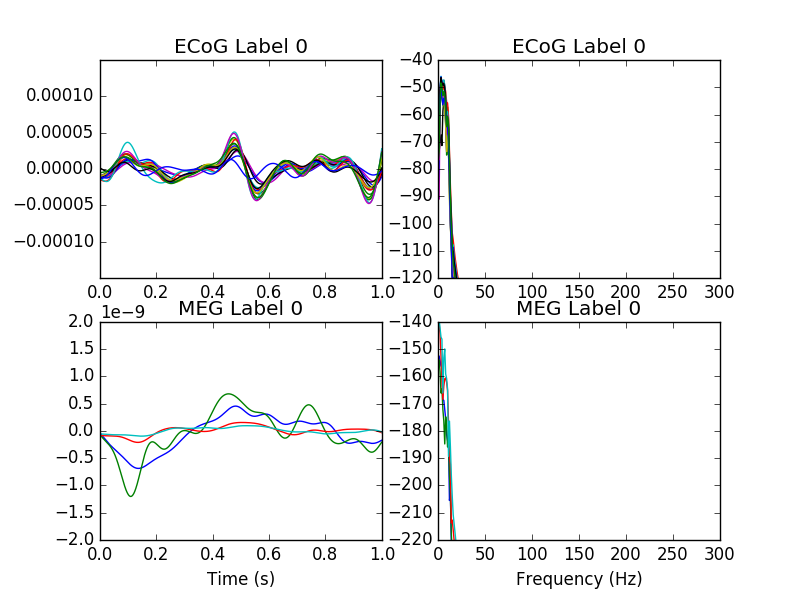 ECoG Label 0
0.00010
0.00005
0.00000
−0.00005
−0.00010
0.0 0.2 0.4 0.6 0.8 1.0
ECoG Label 0
−40
−50
−60
−70
−80
−90
−100
−110
−120
0 50 100 150 200 250 300
1e−9
MEG Label 0
2.0
1.5
1.0
0.5
0.0
−0.5
−1.0
−1.5
−2.0
0.0 0.2 0.4 0.6 0.8 1.0
Time (s)
MEG Label 0
−140
−150
−160
−170
−180
−190
−200
−210
−220
0 50 100 150 200 250 300
Frequency (Hz)